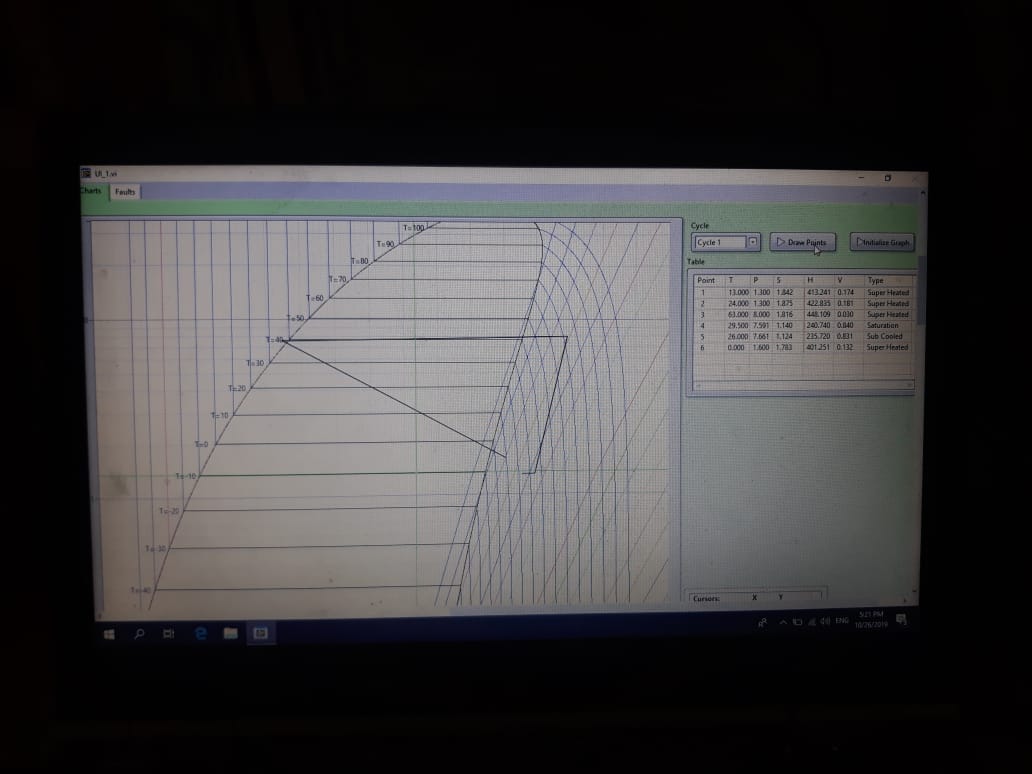 UI_1.vi
Charts Faults
Cycle
Cycle 1 Draw Points Initialize Graph
Table
Point T P S H V Type
1 13.000 1.300 1.842 413.241 0.174 Super Heated
2 24.000 1.300 1.875 422.835 0.181 Super Heated
3 63.000 8.000 1.816 448.109 0.030 Super Heated
4 29.500 7.591 1.140 240.740 0.840 Saturation
5 26.000 7.661 1.124 235.720 0.831 Sub Cooled
6 0.000 1.600 1.783 401.251 0.132 Super Heated
T=100
T=90
T=80
T=70
T=60
T=50
T=40
T=30
T=20
T=10
T=0
T=-10
T=-20
T=-30
T=-40
Cursors: X Y
ENG 5:21 PM
10/26/2019